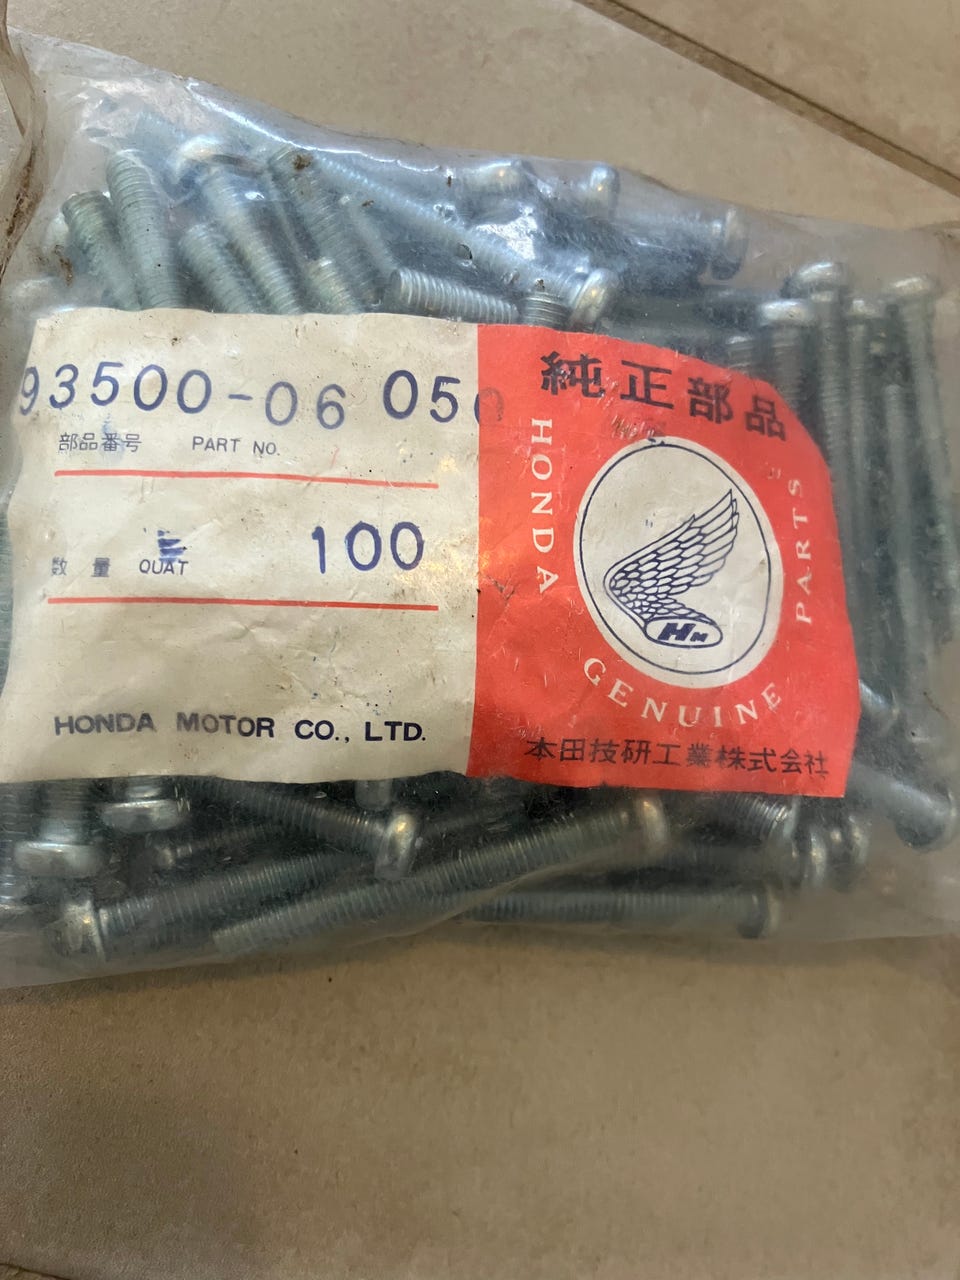 93500-06 050
部品番号 PART NO.
数量 QUAT 100
HONDA MOTOR CO., LTD.
純正部品
HONDA
GENUINE
PARTS
HM
本田技研工業株式会社